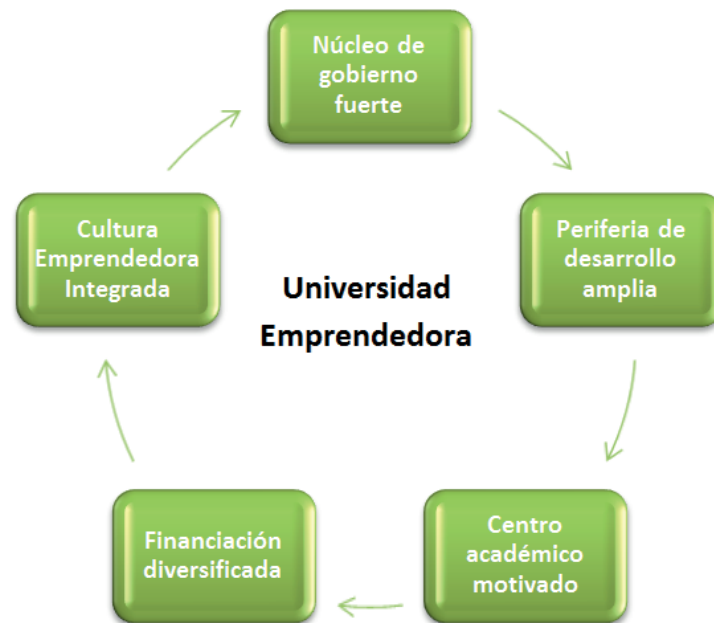 Núcleo de
gobierno
fuerte
Periferia de
desarrollo
amplia
Centro
académico
motivado
Financiación
diversificada
Cultura
Emprendedora
Integrada
Universidad
Emprendedora